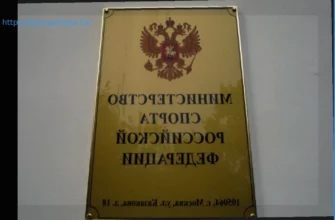 МИНИСТЕРСТВО
СПОРТА
РОССИЙСКОЙ
ФЕДЕРАЦИИ
105064, г. Москва, ул. Казакова, д. 18